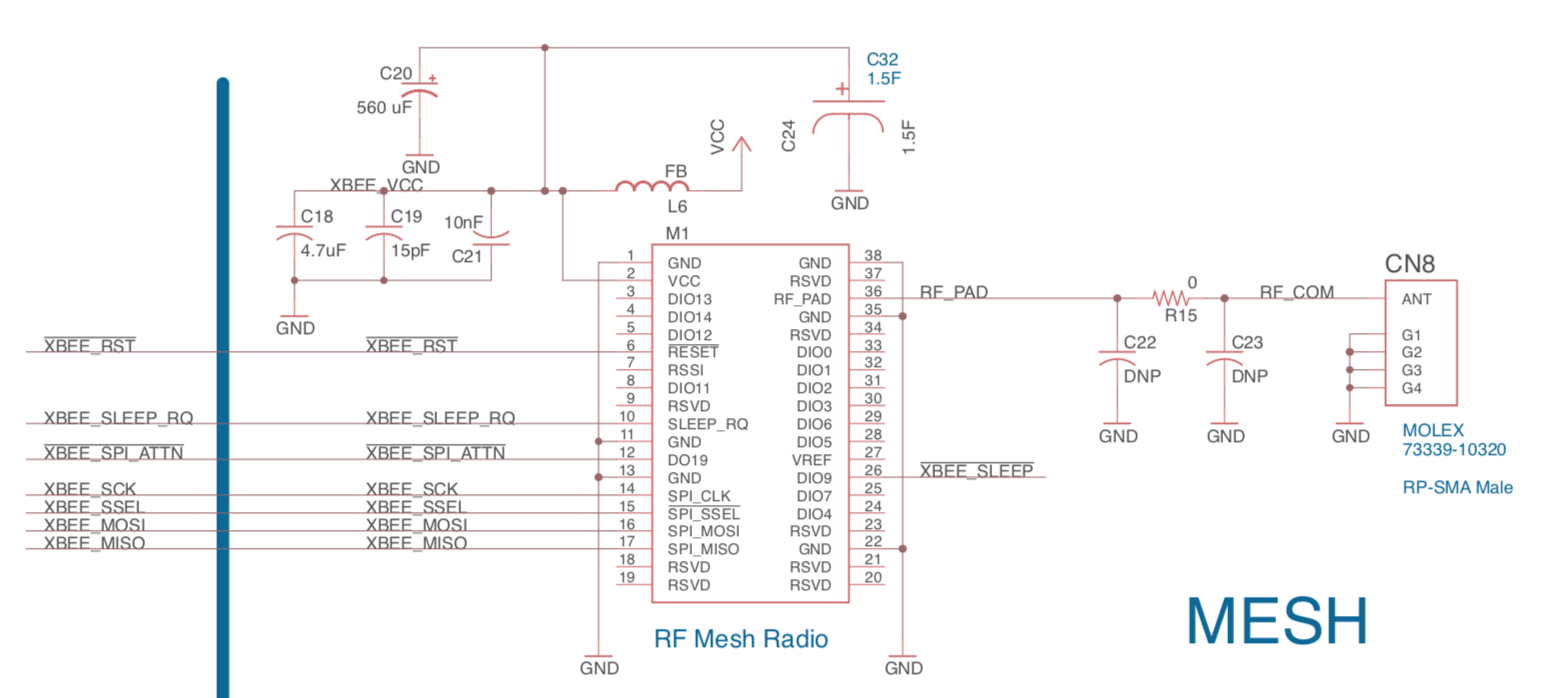 C20
560 uF
GND
C32
1.5F
C24
1.5F
GND
VCC
FB
L6
XBEE_VCC
C18
4.7uF
C19
15pF
10nF
C21
GND
XBEE_RST XBEE_RST
XBEE_SLEEP_RQ XBEE_SLEEP_RQ
XBEE_SPI_ATTN XBEE_SPI_ATTN
XBEE_SCK XBEE_SCK
XBEE_SSEL XBEE_SSEL
XBEE_MOSI XBEE_MOSI
XBEE_MISO XBEE_MISO
M1
1 GND GND 38
2 VCC RSVD 37
3 DIO13 RF_PAD 36
4 DIO14 GND 35
5 DIO12 RSVD 34
6 RESET DIO0 33
7 RSSI DIO1 32
8 DIO11 DIO2 31
9 RSVD DIO3 30
10 SLEEP_RQ DIO6 29
11 GND DIO5 28
12 DO19 VREF 27
13 GND DIO9 26
14 SPI_CLK DIO7 25
15 SPI_SSEL DIO4 24
16 SPI_MOSI RSVD 23
17 SPI_MISO GND 22
18 RSVD RSVD 21
19 RSVD RSVD 20
RF Mesh Radio
GND
GND
XBEE_SLEEP
RF_PAD
0
R15
RF_COM
C22
DNP
GND
C23
DNP
GND
CN8
ANT
G1
G2
G3
G4
GND
MOLEX
73339-10320
RP-SMA Male
MESH